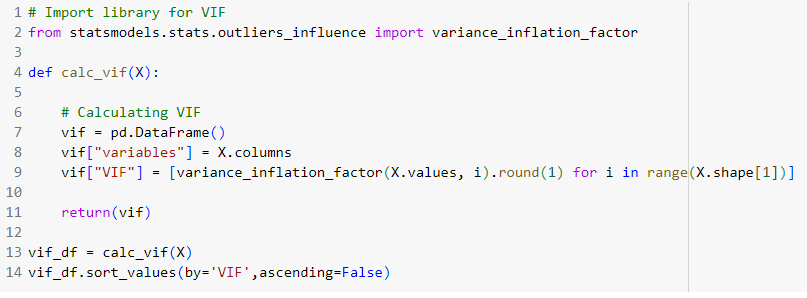 1 # Import library for VIF
2 from statsmodels.stats.outliers_influence import variance_inflation_factor
3
4 def calc_vif(X):
5
6     # Calculating VIF
7     vif = pd.DataFrame()
8     vif["variables"] = X.columns
9     vif["VIF"] = [variance_inflation_factor(X.values, i).round(1) for i in range(X.shape[1])]
10
11     return(vif)
12
13 vif_df = calc_vif(X)
14 vif_df.sort_values(by='VIF',ascending=False)